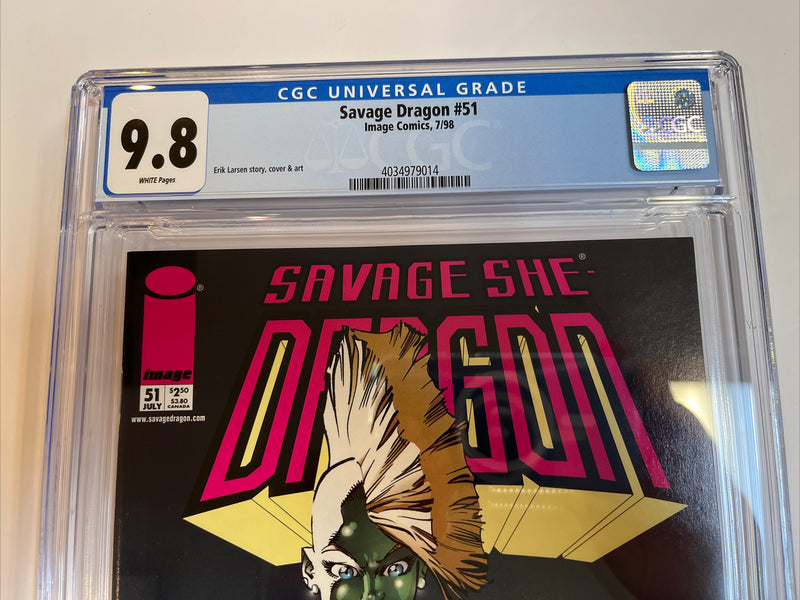 CGC UNIVERSAL GRADE
9.8
WHITE Pages
Savage Dragon #51
Image Comics, 7/98
Erik Larsen story, cover & art
4034979014
CGC
CGC
SAVAGE SHE-®
DRAGON
®
image
51 $2.50
JULY $3.80
CANADA
www.savagedragon.com